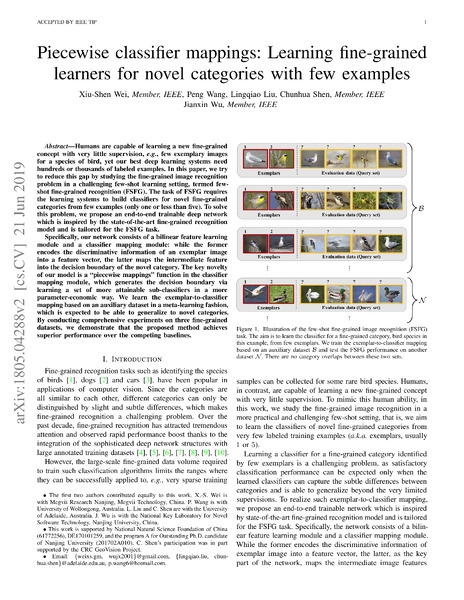 ACCEPTED BY IEEE TIP
1
Piecewise classifier mappings: Learning fine-grained
learners for novel categories with few examples
Xiu-Shen Wei, Member, IEEE, Peng Wang, Lingqiao Liu, Chunhua Shen, Member, IEEE
Jianxin Wu, Member, IEEE
arXiv:1805.04288v2 [cs.CV] 21 Jun 2019
Abstract—Humans are capable of learning a new fine-grained
concept with very little supervision, e.g., few exemplary images
for a species of bird, yet our best deep learning systems need
hundreds or thousands of labeled examples. In this paper, we try
to reduce this gap by studying the fine-grained image recognition
problem in a challenging few-shot learning setting, termed few-
shot fine-grained recognition (FSFG). The task of FSFG requires
the learning systems to build classifiers for novel fine-grained
categories from few examples (only one or less than five). To solve
this problem, we propose an end-to-end trainable deep network
which is inspired by the state-of-the-art fine-grained recognition
model and is tailored for the FSFG task.
Specifically, our network consists of a bilinear feature learning
module and a classifier mapping module: while the former
encodes the discriminative information of an exemplar image
into a feature vector, the latter maps the intermediate feature
into the decision boundary of the novel category. The key novelty
of our model is a "piecewise mappings" function in the classifier
mapping module, which generates the decision boundary via
learning a set of more attainable sub-classifiers in a more
parameter-economic way. We learn the exemplar-to-classifier
mapping based on an auxiliary dataset in a meta-learning fashion,
which is expected to be able to generalize to novel categories.
By conducting comprehensive experiments on three fine-grained
datasets, we demonstrate that the proposed method achieves
superior performance over the competing baselines.
I. INTRODUCTION
Fine-grained recognition tasks such as identifying the species
of birds [1], dogs [2] and cars [3], have been popular in
applications of computer vision. Since the categories are
all similar to each other, different categories can only be
distinguished by slight and subtle differences, which makes
fine-grained recognition a challenging problem. Over the
past decade, fine-grained recognition has attracted tremendous
attention and observed rapid performance boost thanks to the
integration of the sophisticated deep network structures with
large annotated training datasets [4], [5], [6], [7], [8], [9], [10].
However, the large-scale fine-grained data volume required
to train such classification algorithms limits the ranges where
they can be successfully applied to, e.g., very sparse training
• The first two authors contributed equally to this work. X.-S. Wei is
with Megvii Research Nanjing, Megvii Technology, China. P. Wang is with
University of Wollongong, Australia. L. Liu and C. Shen are with the University of
Adelaide, Australia. J. Wu is with the National Key Laboratory for Novel
Software Technology, Nanjing University, China.
• This work is supported by National Natural Science Foundation of China
(61772256), DE170101259, and the program A for Outstanding Ph.D. candidate
of Nanjing University (201702A010). C. Shen's participation was in part
supported by the CRC GeoVision Project.
Exemplars
Evaluation data (Query set)
Exemplars
Evaluation data (Query set)
B
Exemplars
Evaluation data (Query set)
N
Figure 1. Illustration of the few-shot fine-grained image recognition (FSFG)
task. The aim is to learn the classifier for a fine-grained category, bird species in
this example, from few exemplars. We train the exemplar-to-classifier mapping
based on an auxiliary dataset B and test the FSFG performance on another
dataset N. There are no category overlaps between these two sets.
samples can be collected for some rare bird species. Humans,
in contrast, are capable of learning a new fine-grained concept
with very little supervision. To mimic this human ability, in
this work, we study the fine-grained image recognition in a
more practical and challenging few-shot setting, that is, we aim
to learn the classifiers of novel fine-grained categories from
very few labeled training examples (a.k.a. exemplars, usually
1 or 5).
Learning a classifier for a fine-grained category identified
by few exemplars is a challenging problem, as satisfactory
classification performance can be expected only when the
learned classifiers can capture the subtle differences between
categories and is able to generalize beyond the very limited
supervisions. To realize such exemplar-to-classifier mapping,
we propose an end-to-end trainable network which is inspired
by state-of-the-art fine-grained recognition model and is tailored
for the FSFG task. Specifically, the network consists of a bilin-
ear feature learning module and a classifier mapping module.
While the former encodes the discriminative information of
exemplar image into a feature vector, the latter, as the key
part of the network, maps the intermediate image features